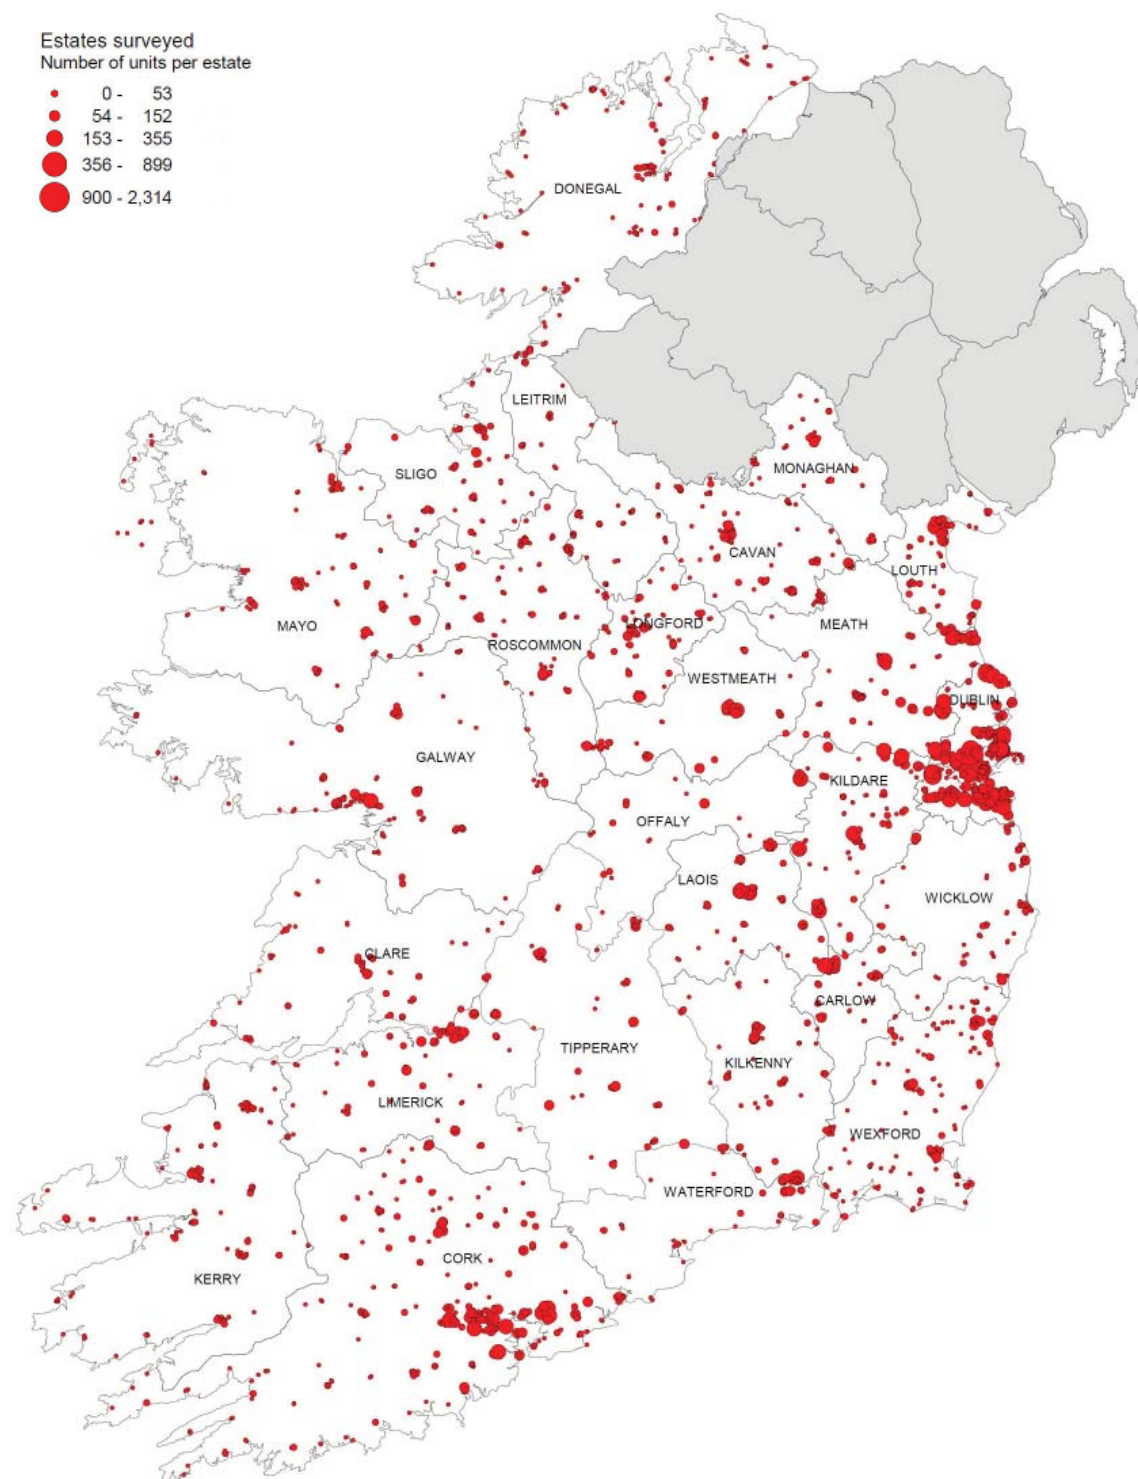 Estates surveyed
Number of units per estate
0 - 53
54 - 152
153 - 355
356 - 899
900 - 2,314
DONEGAL
LEITRIM
SLIGO
MONAGHAN
CAVAN
LOUTH
MAYO
LONGFORD
MEATH
ROSCOMMON
WESTMEATH
DUBLIN
GALWAY
KILDARE
OFFALY
LAOIS
WICKLOW
CLARE
CARLOW
TIPPERARY
KILKENNY
LIMERICK
WEXFORD
WATERFORD
CORK
KERRY